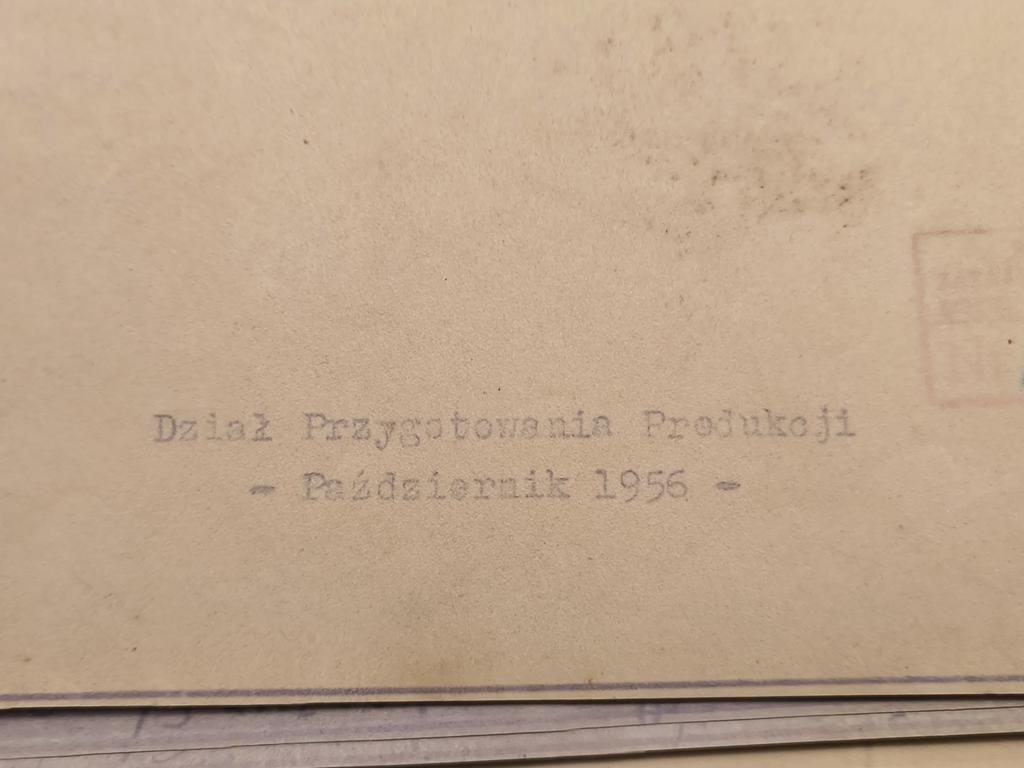 Dział Przygotowania Produkcji
- Październik 1956 -